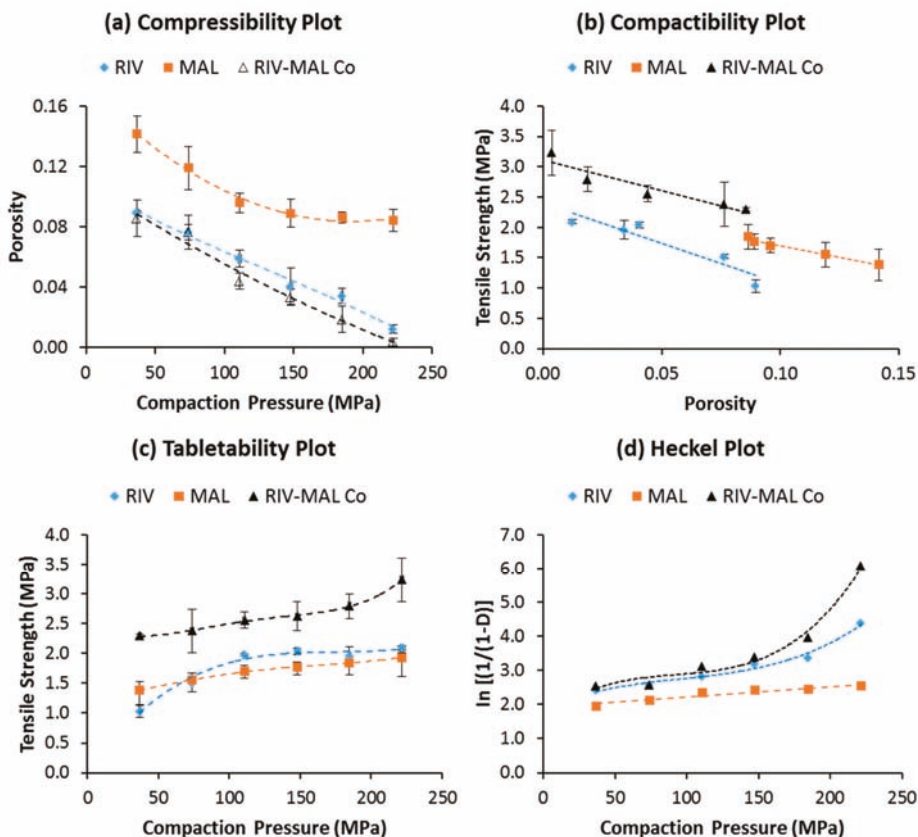 (a) Compressibility Plot
RIV MAL RIV-MAL Co
0.16
0.12
0.08
0.04
0.00
Porosity
0 50 100 150 200 250
Compaction Pressure (MPa)
(b) Compactibility Plot
RIV MAL RIV-MAL Co
4.0
3.5
3.0
2.5
2.0
1.5
1.0
0.5
0.0
Tensile Strength (MPa)
0.00 0.05 0.10 0.15
Porosity
(c) Tabletability Plot
RIV MAL RIV-MAL Co
4.0
3.5
3.0
2.5
2.0
1.5
1.0
0.5
0.0
Tensile Strength (MPa)
0 50 100 150 200 250
Compaction Pressure (MPa)
(d) Heckel Plot
RIV MAL RIV-MAL Co
7.0
6.0
5.0
4.0
3.0
2.0
1.0
0.0
ln [(1/(1-D)]
0 50 100 150 200 250
Compaction Pressure (MPa)